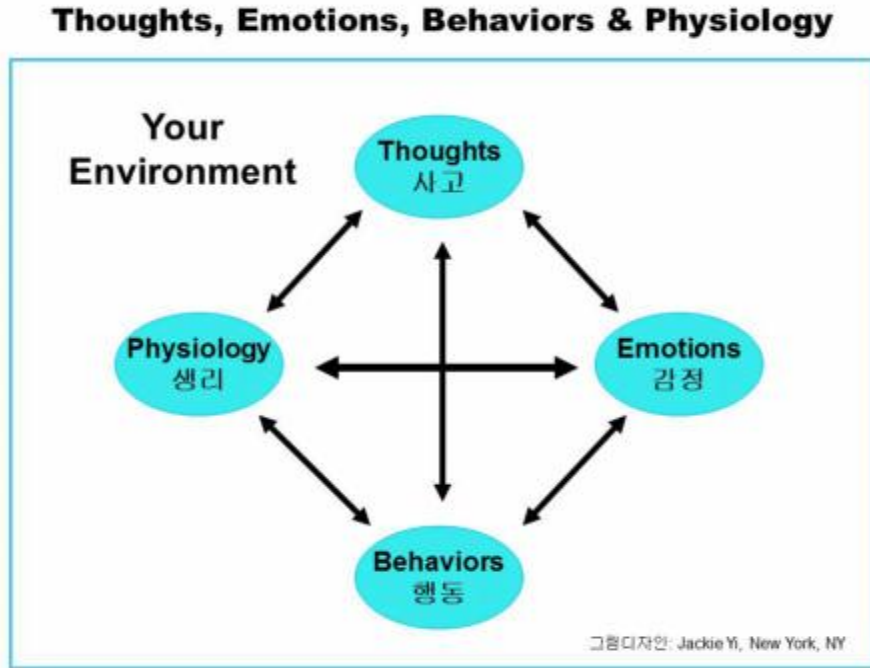 Thoughts, Emotions, Behaviors & Physiology
Your
Environment
Thoughts
사고
Physiology
생리
Emotions
감정
Behaviors
행동
그림디자인: Jackie Yi, New York, NY